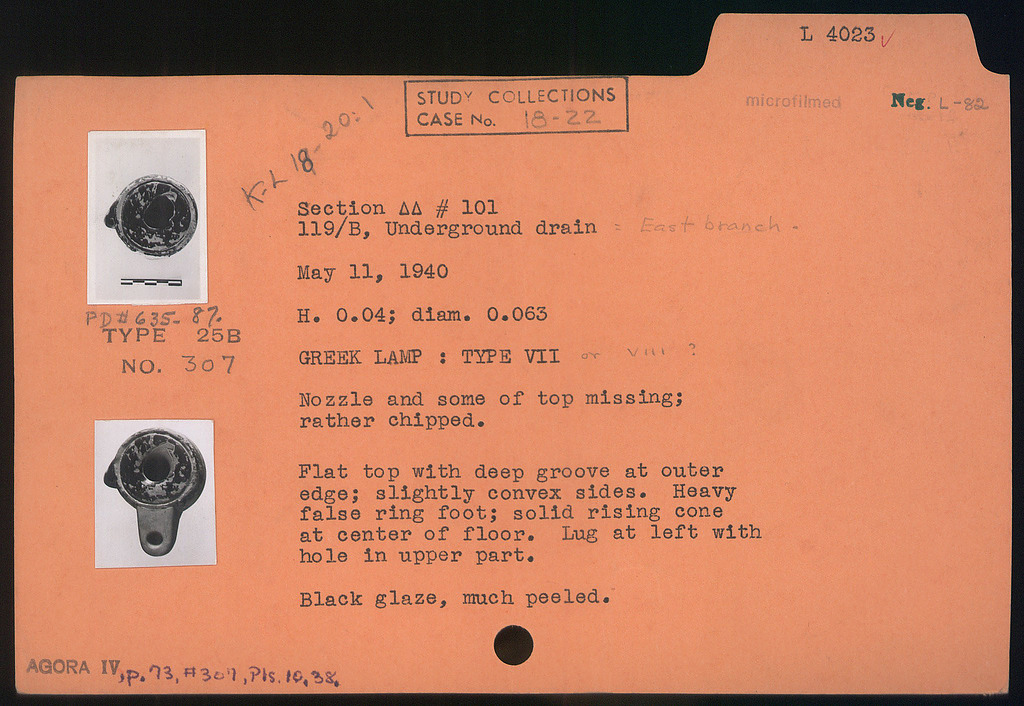 L 4023 ✓
microfilmed
Neg. L-82
STUDY COLLECTIONS
CASE No. 18-22
K-L 18-20:1
Section ΔΔ # 101
119/B, Underground drain = East branch.
May 11, 1940
H. 0.04; diam. 0.063
PD# 635-87.
TYPE 25B
NO. 307
GREEK LAMP : TYPE VII or VIII ?
Nozzle and some of top missing;
rather chipped.
Flat top with deep groove at outer
edge; slightly convex sides. Heavy
false ring foot; solid rising cone
at center of floor. Lug at left with
hole in upper part.
Black glaze, much peeled.
AGORA IV, p. 73, #307, Pls. 10, 38.